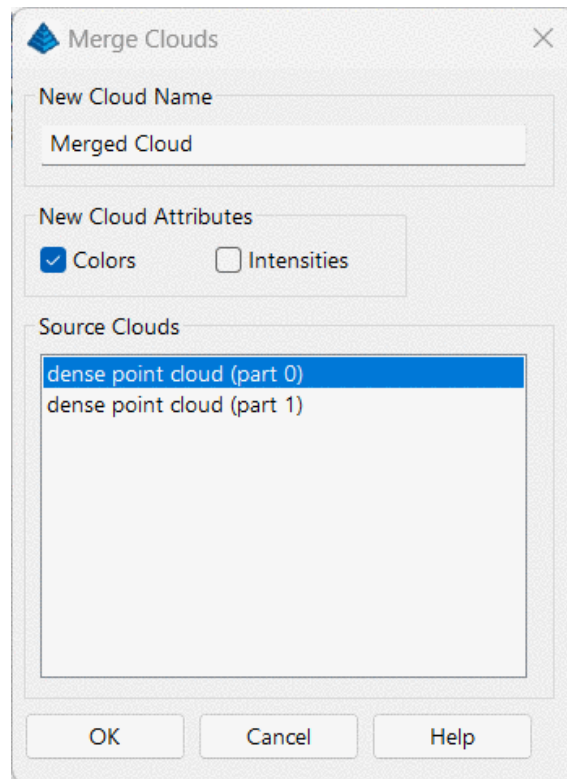 Merge Clouds
New Cloud Name
Merged Cloud
New Cloud Attributes
Colors Intensities
Source Clouds
dense point cloud (part 0)
dense point cloud (part 1)
OK Cancel Help